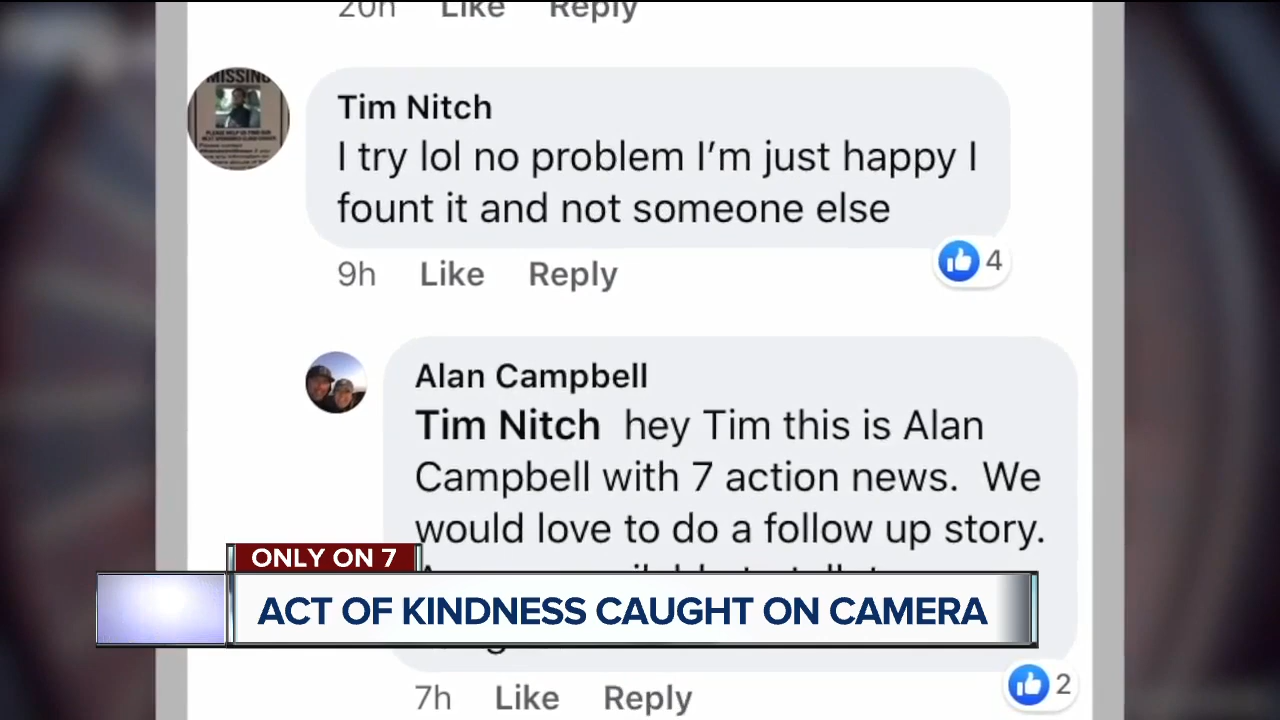 20h Like Reply
MISSING
Tim Nitch
I try lol no problem I'm just happy I
fount it and not someone else
9h Like Reply
4
Alan Campbell
Tim Nitch hey Tim this is Alan
Campbell with 7 action news. We
would love to do a follow up story.
ONLY ON 7
ACT OF KINDNESS CAUGHT ON CAMERA
7h Like Reply
2